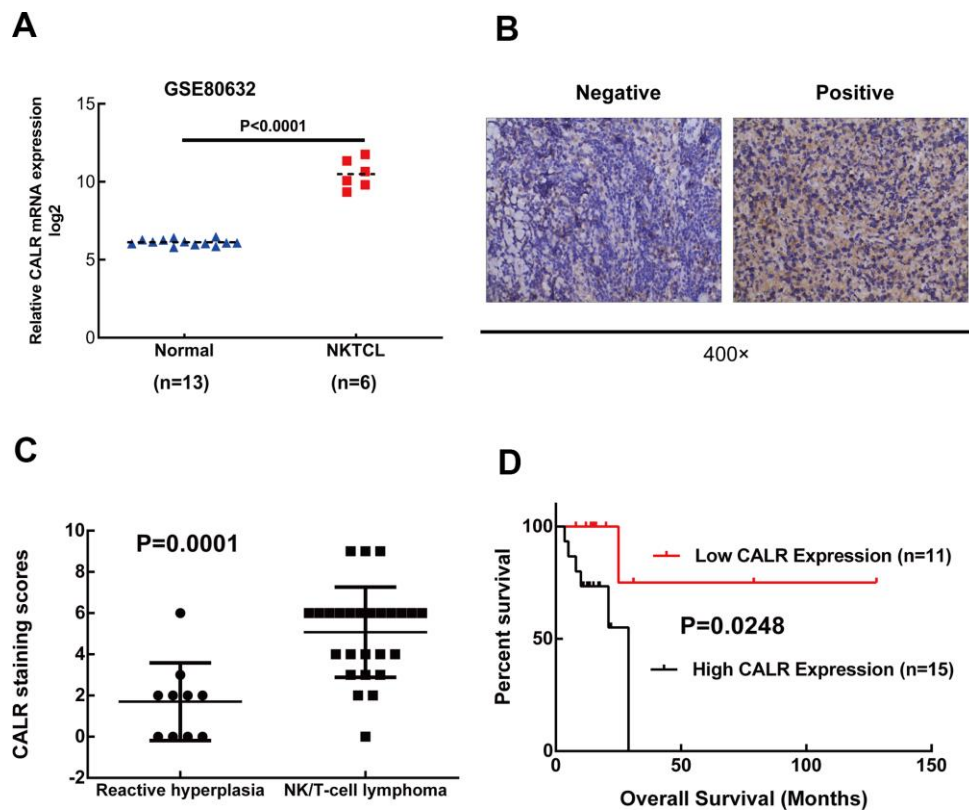 A
GSE80632
Relative CALR mRNA expression
log2
15
10
5
0
P<0.0001
Normal
NKTCL
(n=13)
(n=6)
B
Negative
Positive
400×
C
CALR staining scores
10
8
6
4
2
0
-2
P=0.0001
Reactive hyperplasia
NK/T-cell lymphoma
D
Percent survival
100
50
0
Low CALR Expression (n=11)
P=0.0248
High CALR Expression (n=15)
0
50
100
150
Overall Survival (Months)